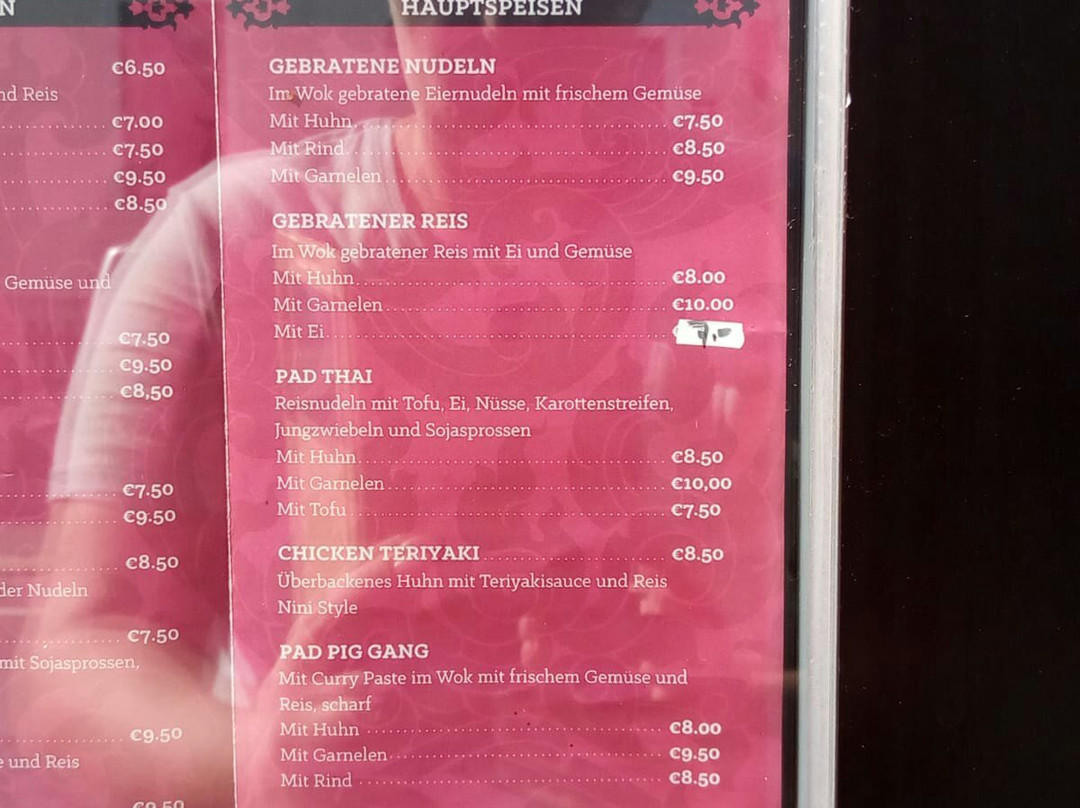 N
€6.50
nd Reis
€7.00
€7.50
€9.50
€8.50
Gemüse und
€7.50
€9.50
€8,50
€7.50
€9.50
€8.50
der Nudeln
€7.50
mit Sojasprossen,
€9.50
e und Reis
€9.50
HAUPTSPEISEN
GEBRATENE NUDELN
Im Wok gebratene Eiernudeln mit frischem Gemüse
Mit Huhn €7.50
Mit Rind €8.50
Mit Garnelen €9.50
GEBRATENER REIS
Im Wok gebratener Reis mit Ei und Gemüse
Mit Huhn €8.00
Mit Garnelen €10.00
Mit Ei 7,-
PAD THAI
Reisnudeln mit Tofu, Ei, Nüsse, Karottenstreifen,
Jungzwiebeln und Sojasprossen
Mit Huhn €8.50
Mit Garnelen €10,00
Mit Tofu €7.50
CHICKEN TERIYAKI €8.50
Überbackenes Huhn mit Teriyakisauce und Reis
Nini Style
PAD PIG GANG
Mit Curry Paste im Wok mit frischem Gemüse und
Reis, scharf
Mit Huhn €8.00
Mit Garnelen €9.50
Mit Rind €8.50